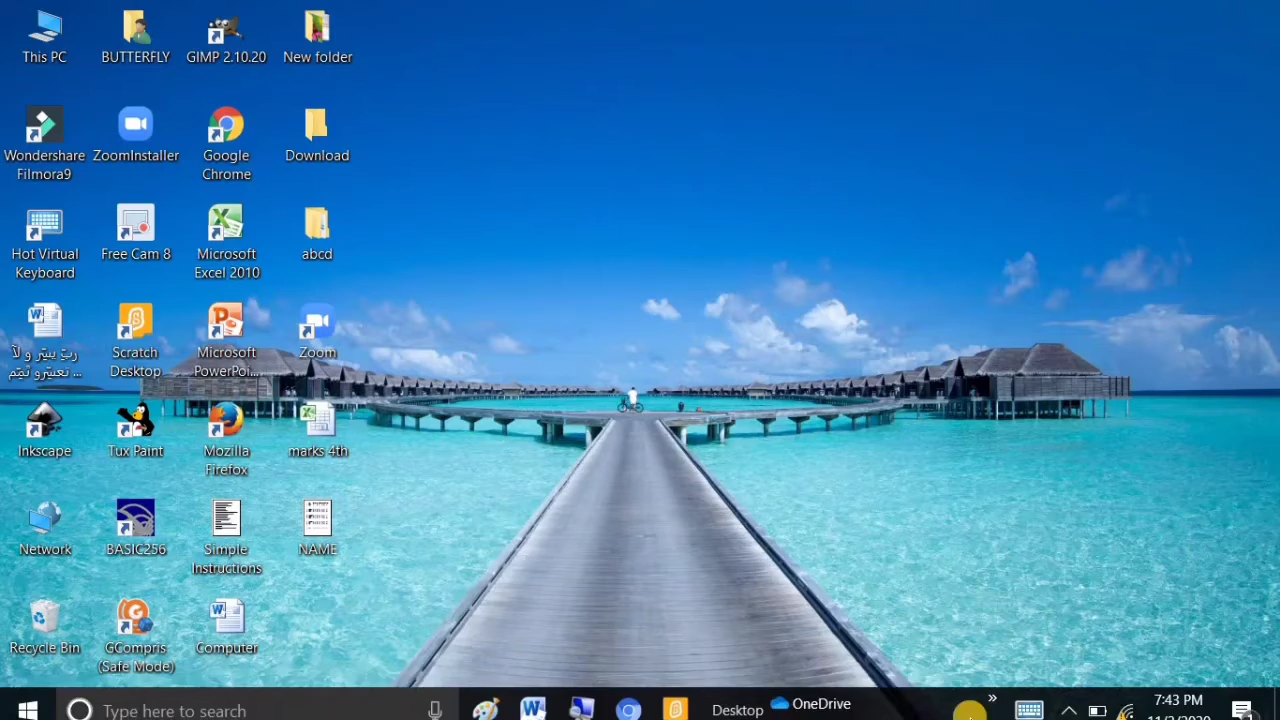 This PC
BUTTERFLY
GIMP 2.10.20
New folder
Wondershare
Filmora9
ZoomInstaller
Google
Chrome
Download
Hot Virtual
Keyboard
Free Cam 8
Microsoft
Excel 2010
abcd
Scratch
Desktop
Microsoft
PowerPoi...
Zoom
Inkscape
Tux Paint
Mozilla
Firefox
marks 4th
Network
BASIC256
Simple
Instructions
NAME
Recycle Bin
GCompris
(Safe Mode)
Computer
Type here to search
Desktop
OneDrive
7:43 PM